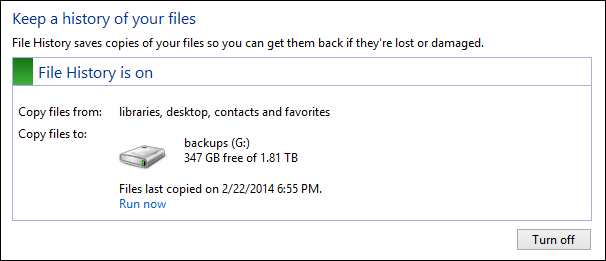 Keep a history of your files
File History saves copies of your files so you can get them back if they're lost or damaged.
File History is on
Copy files from: libraries, desktop, contacts and favorites
Copy files to:
backups (G:)
347 GB free of 1.81 TB
Files last copied on 2/22/2014 6:55 PM.
Run now
Turn off